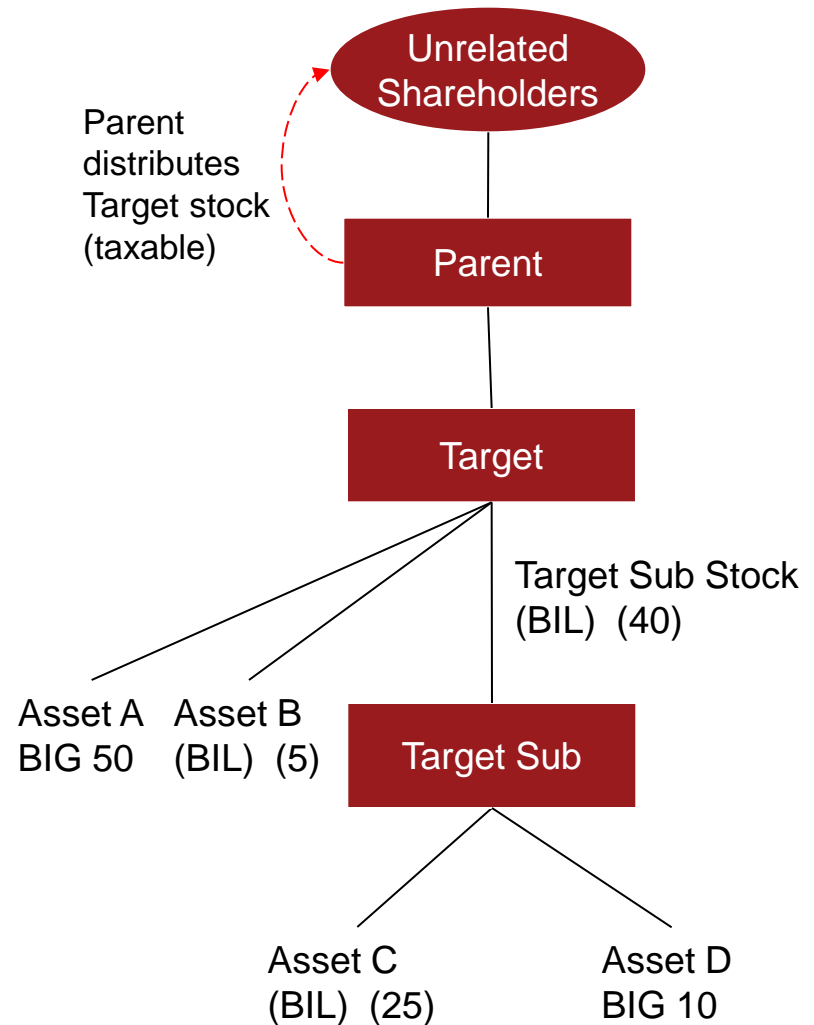 Unrelated
Shareholders
Parent
distributes
Target stock
(taxable)
Parent
Target
Target Sub Stock
(BIL) (40)
Asset A
BIG 50
Asset B
(BIL) (5)
Target Sub
Asset C
(BIL) (25)
Asset D
BIG 10